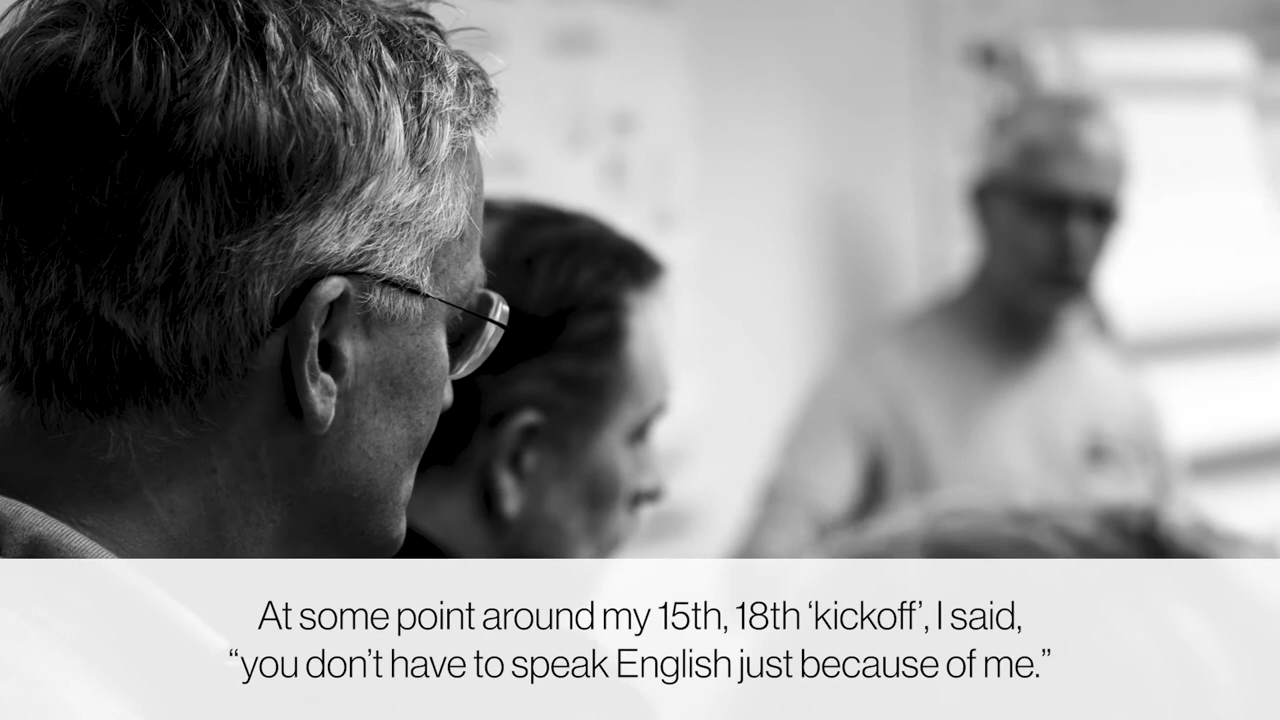 At some point around my 15th, 18th ‘kickoff’, I said,
“you don’t have to speak English just because of me.”